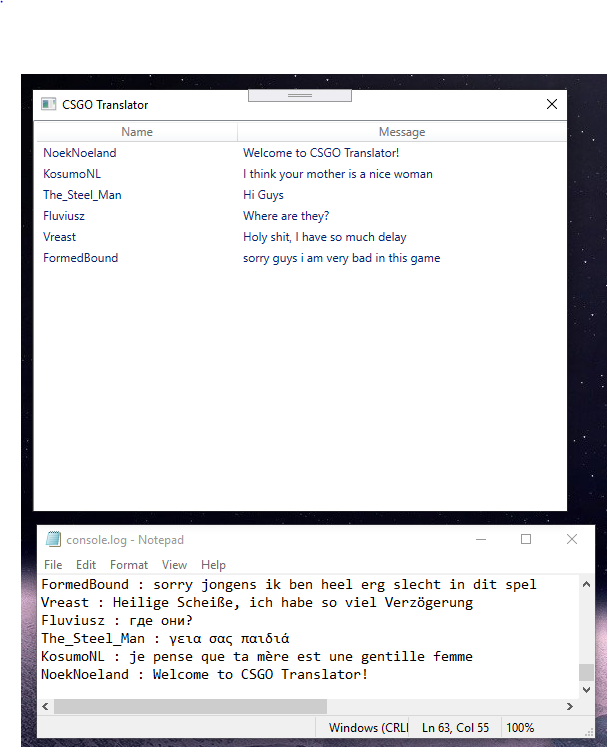 CSGO Translator
Name Message
NoekNoeland Welcome to CSGO Translator!
KosumoNL I think your mother is a nice woman
The_Steel_Man Hi Guys
Fluviusz Where are they?
Vreast Holy shit, I have so much delay
FormedBound sorry guys i am very bad in this game
console.log - Notepad
File Edit Format View Help
FormedBound : sorry jongens ik ben heel erg slecht in dit spel
Vreast : Heilige Scheiße, ich habe so viel Verzögerung
Fluviusz : где они?
The_Steel_Man : γεια σας παιδιά
KosumoNL : je pense que ta mère est une gentille femme
NoekNoeland : Welcome to CSGO Translator!
Windows (CRLI Ln 63, Col 55 100%